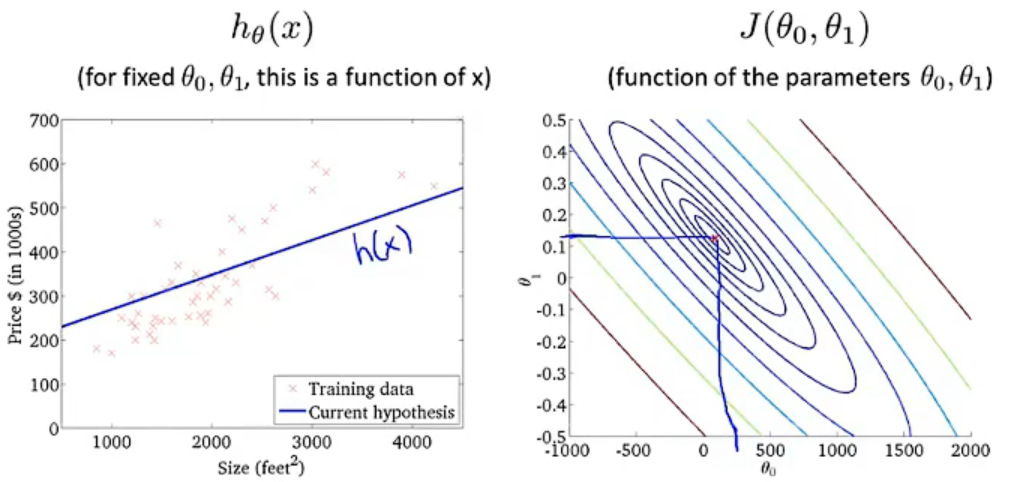 h_θ(x)
(for fixed θ₀, θ₁, this is a function of x)
700
600
500
400
300
200
100
0
Price $ (in 1000s)
1000
2000
3000
4000
Size (feet²)
h(x)
Training data
Current hypothesis
J(θ₀, θ₁)
(function of the parameters θ₀, θ₁)
0.5
0.4
0.3
0.2
0.1
0
-0.1
-0.2
-0.3
-0.4
-0.5
θ₁
-1000
-500
0
500
1000
1500
2000
θ₀